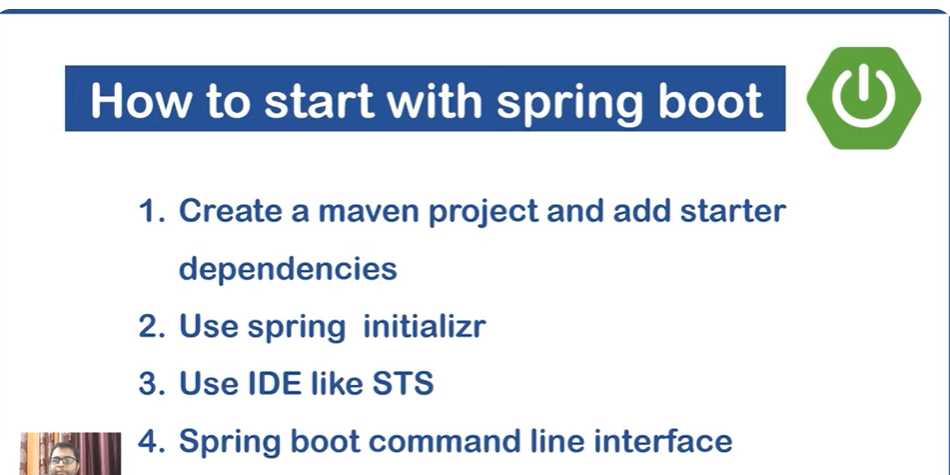 How to start with spring boot
1. Create a maven project and add starter
dependencies
2. Use spring initializr
3. Use IDE like STS
4. Spring boot command line interface